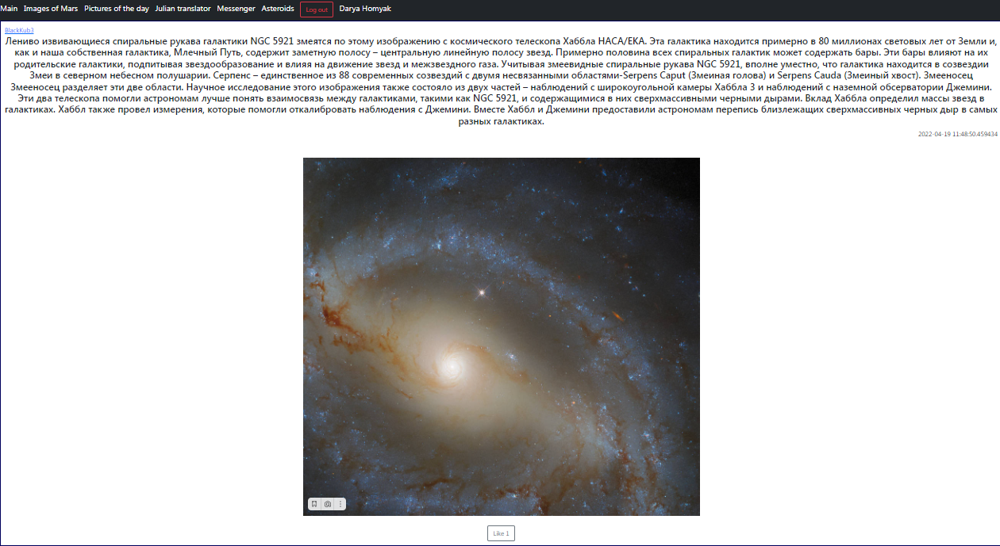 Main Images of Mars Pictures of the day Julian translator Messenger Asteroids Log out Darya Homyak
BlackKub3
Лениво извивающиеся спиральные рукава галактики NGC 5921 змеятся по этому изображению с космического телескопа Хаббла НАСА/ЕКА. Эта галактика находится примерно в 80 миллионах световых лет от Земли и,
как и наша собственная галактика, Млечный Путь, содержит заметную полосу – центральную линейную полосу звезд. Примерно половина всех спиральных галактик может содержать бары. Эти бары влияют на их
родительские галактики, подпитывая звездообразование и влияя на движение звезд и межзвездного газа. Учитывая змеевидные спиральные рукава NGC 5921, вполне уместно, что галактика находится в созвездии
Змеи в северном небесном полушарии. Серпенс – единственное из 88 современных созвездий с двумя несвязанными областями-Serpens Caput (Змеиная голова) и Serpens Cauda (Змеиный хвост). Змееносец
Змееносец разделяет эти две области. Научное исследование этого изображения также состояло из двух частей – наблюдений с широкоугольной камеры Хаббла 3 и наблюдений с наземной обсерватории Джемини.
Эти два телескопа помогли астрономам лучше понять взаимосвязь между галактиками, такими как NGC 5921, и содержащимися в них сверхмассивными черными дырами. Вклад Хаббла определил массы звезд в
галактиках. Хаббл также провел измерения, которые помогли откалибровать наблюдения с Джемини. Вместе Хаббл и Джемини предоставили астрономам перепись близлежащих сверхмассивных черных дыр в самых
разных галактиках.
2022-04-19 11:48:50.459434
Like 1